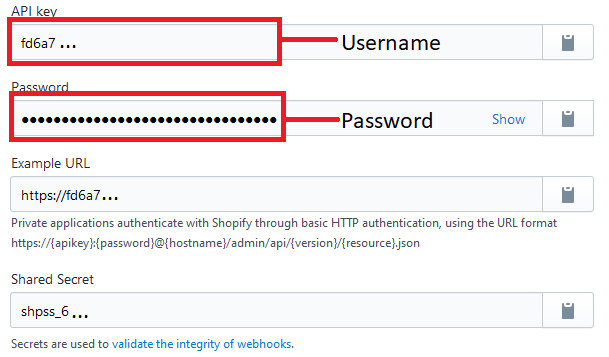 API key
fd6a7 ... Username
Password
●●●●●●●●●●●●●●●●●●●●●●●●●●●●●●●● Password Show
Example URL
https://fd6a7...
Private applications authenticate with Shopify through basic HTTP authentication, using the URL format
https://{apikey}:{password}@{hostname}/admin/api/{version}/{resource}.json
Shared Secret
shpss_6 ...
Secrets are used to validate the integrity of webhooks.